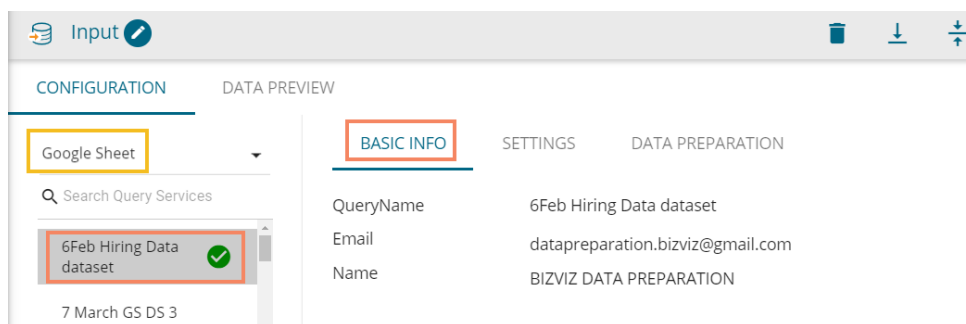 Input
CONFIGURATION DATA PREVIEW
Google Sheet
Search Query Services
6Feb Hiring Data
dataset
7 March GS DS 3
BASIC INFO SETTINGS DATA PREPARATION
QueryName 6Feb Hiring Data dataset
Email datapreparation.bizviz@gmail.com
Name BIZVIZ DATA PREPARATION